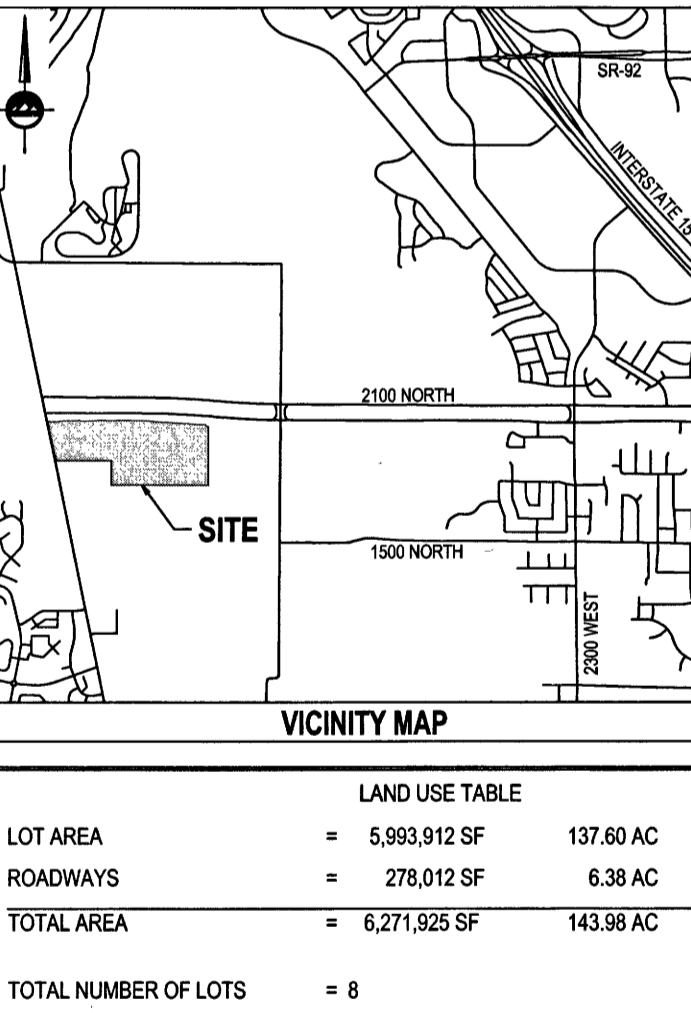 SR-92
INTERSTATE 15
2100 NORTH
SITE
1500 NORTH
2300 WEST
VICINITY MAP
LAND USE TABLE
LOT AREA = 5,993,912 SF 137.60 AC
ROADWAYS = 278,012 SF 6.38 AC
TOTAL AREA = 6,271,925 SF 143.98 AC
TOTAL NUMBER OF LOTS = 8